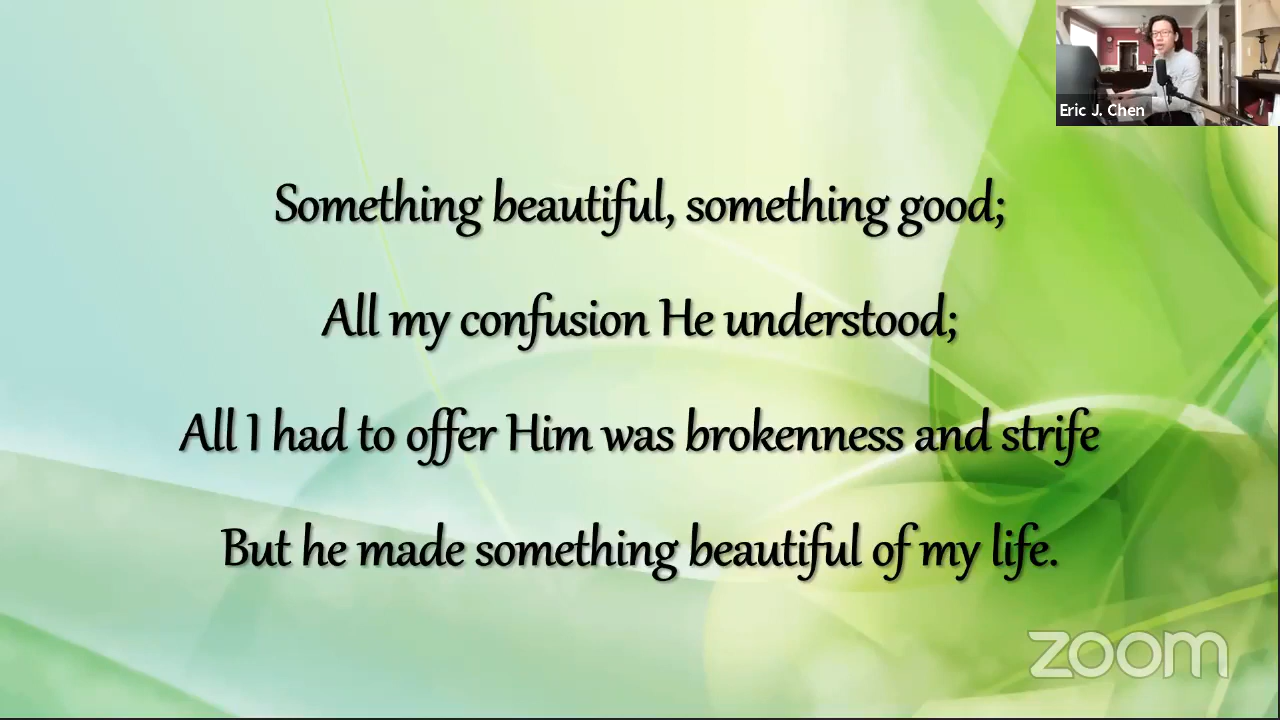 Eric J. Chen
Something beautiful, something good;
All my confusion He understood;
All I had to offer Him was brokenness and strife
But he made something beautiful of my life.
zoom